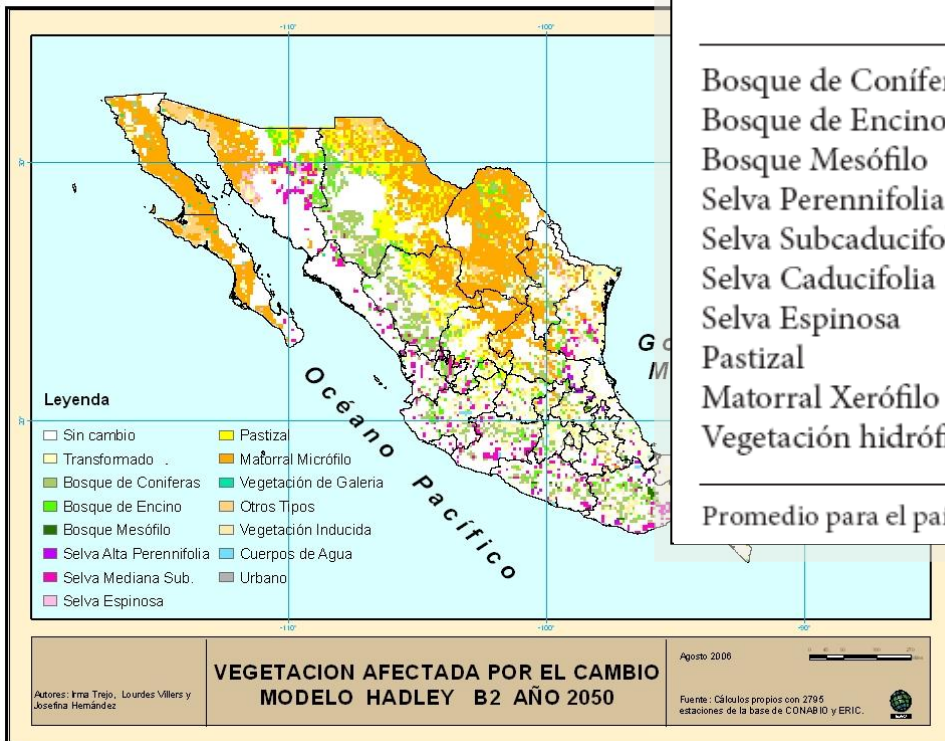 -110°
-100°
Bosque de Conífer
Bosque de Encino
Bosque Mesófilo
Selva Perennifolia
Selva Subcaducifo
Selva Caducifolia
Selva Espinosa
Pastizal
Matorral Xerófilo
Vegetación hidrófi
Promedio para el paí
G
M
Océano Pacífico
Leyenda
Sin cambio
Transformado .
Bosque de Coniferas
Bosque de Encino
Bosque Mesófilo
Selva Alta Perennifolia
Selva Mediana Sub.
Selva Espinosa
Pastizal
Matorral Micrófilo
Vegetación de Galeria
Otros Tipos
Vegetación Inducida
Cuerpos de Agua
Urbano
-110°
-100°
-90°
Autores: Irma Trejo, Lourdes Villers y
Josefina Hernández
VEGETACION AFECTADA POR EL CAMBIO
MODELO HADLEY B2 AÑO 2050
Agosto 2006
Fuente: Cálculos propios con 2795
estaciones de la base de CONABIO y ERIC.